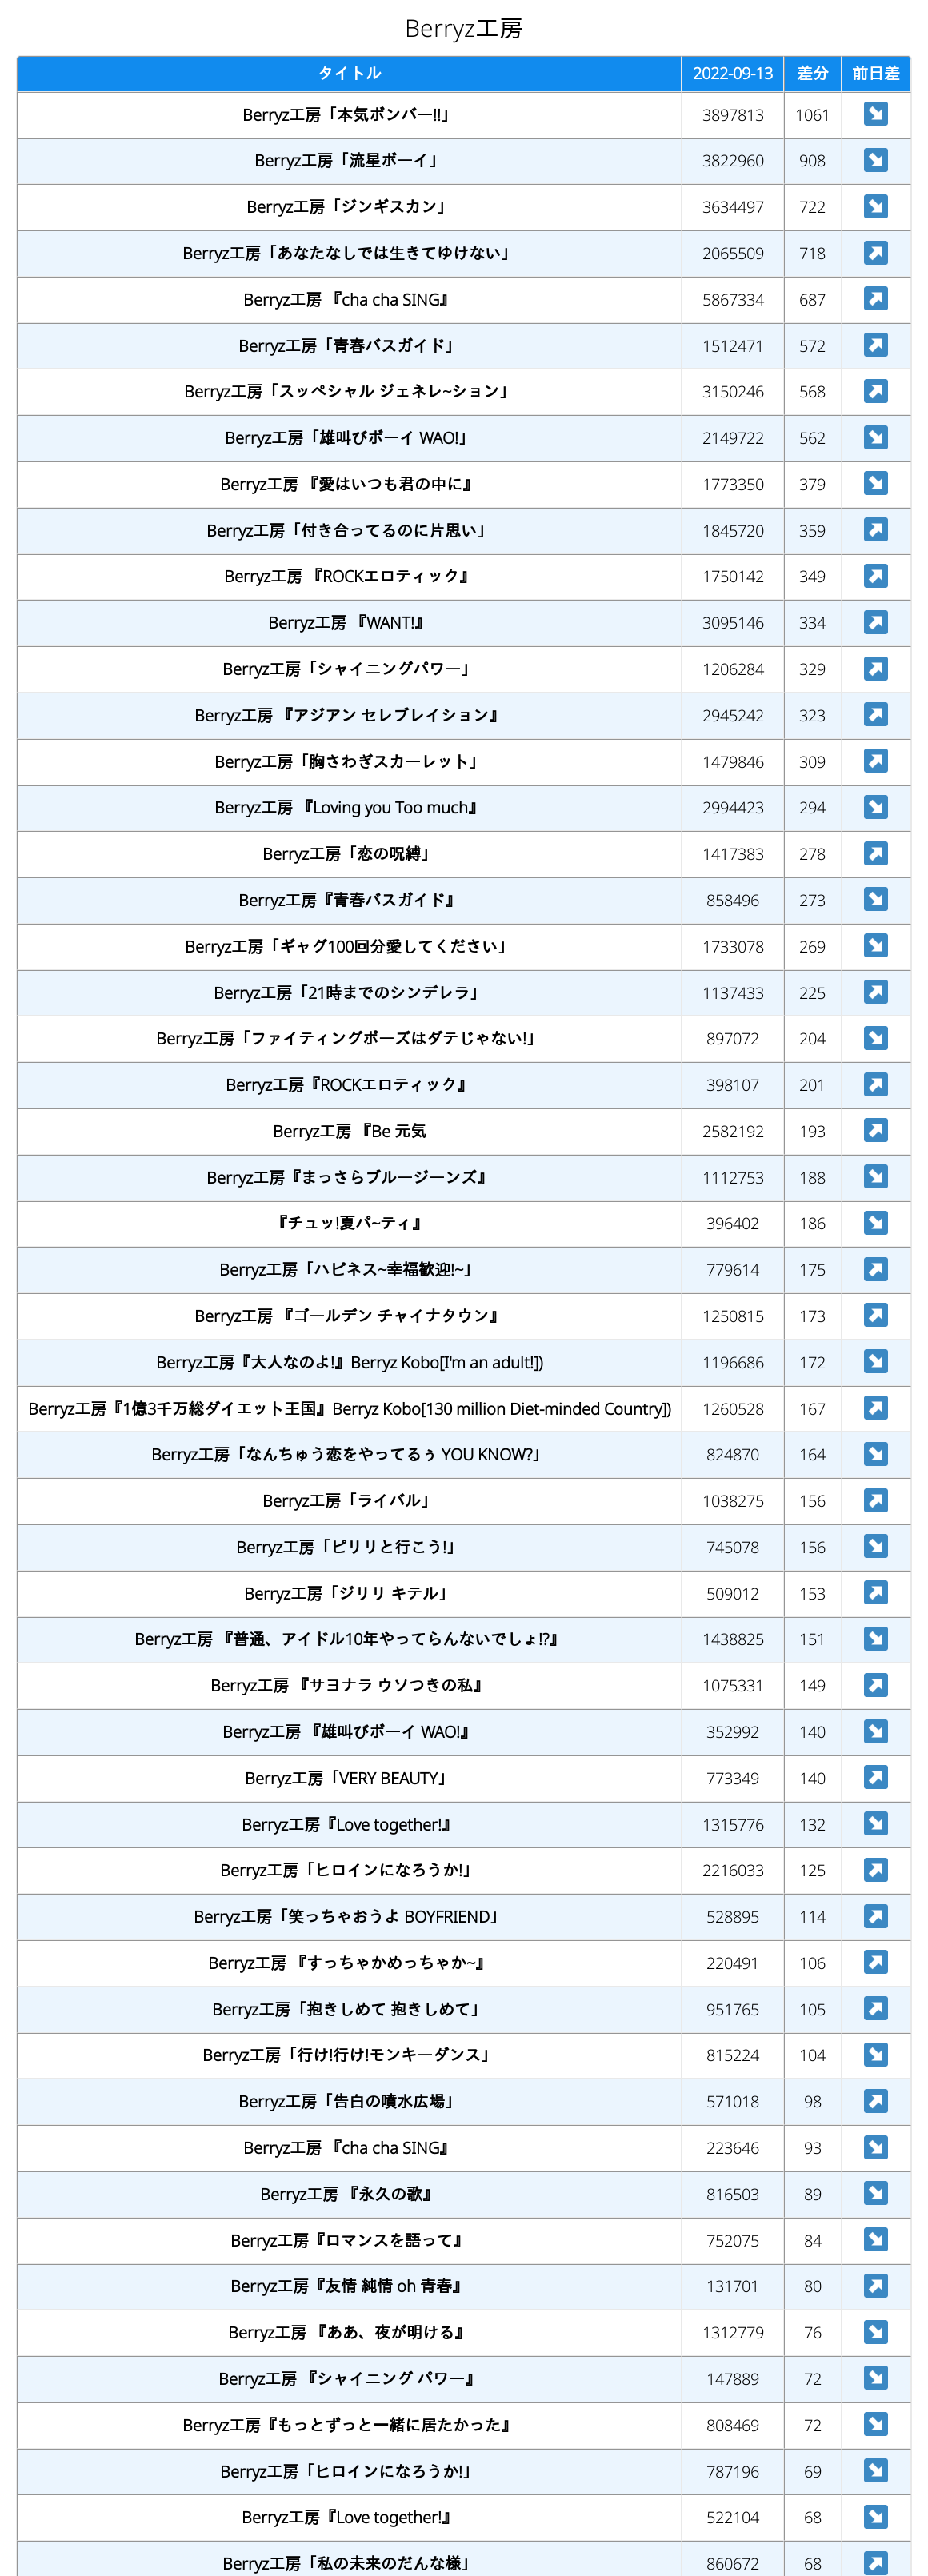 Berryz工房
タイトル 2022-09-13 差分 前日差
Berryz工房「本気ボンバー!!」 3897813 1061 ↘
Berryz工房「流星ボーイ」 3822960 908 ↘
Berryz工房「ジンギスカン」 3634497 722 ↘
Berryz工房「あなたなしでは生きてゆけない」 2065509 718 ↗
Berryz工房 『cha cha SING』 5867334 687 ↗
Berryz工房「青春バスガイド」 1512471 572 ↗
Berryz工房「スッペシャル ジェネレ~ション」 3150246 568 ↗
Berryz工房「雄叫びボーイ WAO!」 2149722 562 ↘
Berryz工房 『愛はいつも君の中に』 1773350 379 ↘
Berryz工房「付き合ってるのに片思い」 1845720 359 ↗
Berryz工房 『ROCKエロティック』 1750142 349 ↗
Berryz工房 『WANT!』 3095146 334 ↗
Berryz工房「シャイニングパワー」 1206284 329 ↗
Berryz工房 『アジアン セレブレイション』 2945242 323 ↗
Berryz工房「胸さわぎスカーレット」 1479846 309 ↗
Berryz工房 『Loving you Too much』 2994423 294 ↘
Berryz工房「恋の呪縛」 1417383 278 ↗
Berryz工房『青春バスガイド』 858496 273 ↘
Berryz工房「ギャグ100回分愛してください」 1733078 269 ↘
Berryz工房「21時までのシンデレラ」 1137433 225 ↗
Berryz工房「ファイティングポーズはダテじゃない!」 897072 204 ↘
Berryz工房『ROCKエロティック』 398107 201 ↗
Berryz工房 『Be 元気 2582192 193 ↗
Berryz工房『まっさらブルージーンズ』 1112753 188 ↘
『チュッ!夏パ~ティ』 396402 186 ↘
Berryz工房「ハピネス~幸福歓迎!~」 779614 175 ↗
Berryz工房 『ゴールデン チャイナタウン』 1250815 173 ↗
Berryz工房『大人なのよ!』Berryz Kobo[I'm an adult!]) 1196686 172 ↘
Berryz工房『1億3千万総ダイエット王国』Berryz Kobo[130 million Diet-minded Country]) 1260528 167 ↗
Berryz工房「なんちゅう恋をやってるぅ YOU KNOW?」 824870 164 ↘
Berryz工房「ライバル」 1038275 156 ↗
Berryz工房「ピリリと行こう!」 745078 156 ↘
Berryz工房「ジリリ キテル」 509012 153 ↗
Berryz工房 『普通、アイドル10年やってらんないでしょ!?』 1438825 151 ↘
Berryz工房 『サヨナラ ウソつきの私』 1075331 149 ↗
Berryz工房 『雄叫びボーイ WAO!』 352992 140 ↘
Berryz工房「VERY BEAUTY」 773349 140 ↗
Berryz工房『Love together!』 1315776 132 ↘
Berryz工房「ヒロインになろうか!」 2216033 125 ↗
Berryz工房「笑っちゃおうよ BOYFRIEND」 528895 114 ↗
Berryz工房 『すっちゃかめっちゃか~』 220491 106 ↗
Berryz工房「抱きしめて 抱きしめて」 951765 105 ↗
Berryz工房「行け!行け!モンキーダンス」 815224 104 ↘
Berryz工房「告白の噴水広場」 571018 98 ↗
Berryz工房 『cha cha SING』 223646 93 ↘
Berryz工房 『永久の歌』 816503 89 ↘
Berryz工房『ロマンスを語って』 752075 84 ↘
Berryz工房『友情 純情 oh 青春』 131701 80 ↗
Berryz工房 『ああ、夜が明ける』 1312779 76 ↘
Berryz工房 『シャイニング パワー』 147889 72 ↘
Berryz工房『もっとずっと一緒に居たかった』 808469 72 ↘
Berryz工房「ヒロインになろうか!」 787196 69 ↘
Berryz工房『Love together!』 522104 68 ↘
Berryz工房「私の未来のだんな様」 860672 68 ↗